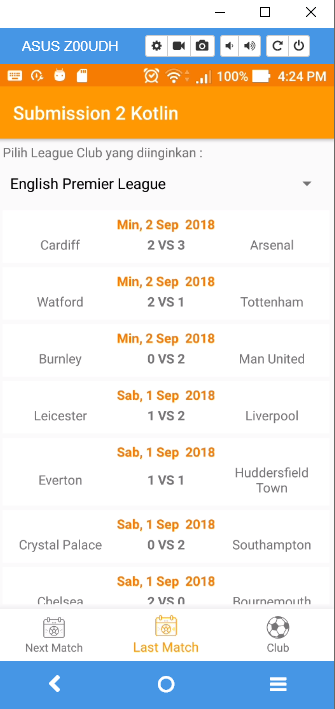 ASUS Z00UDH
100% 4:24 PM
Submission 2 Kotlin
Pilih League Club yang diinginkan :
English Premier League
Min, 2 Sep 2018
Cardiff 2 VS 3 Arsenal
Min, 2 Sep 2018
Watford 2 VS 1 Tottenham
Min, 2 Sep 2018
Burnley 0 VS 2 Man United
Sab, 1 Sep 2018
Leicester 1 VS 2 Liverpool
Sab, 1 Sep 2018
Everton 1 VS 1 Huddersfield
Town
Sab, 1 Sep 2018
Crystal Palace 0 VS 2 Southampton
Sab, 1 Sep 2018
Chelsea 2 VS 0 Bournemouth
Next Match Last Match Club